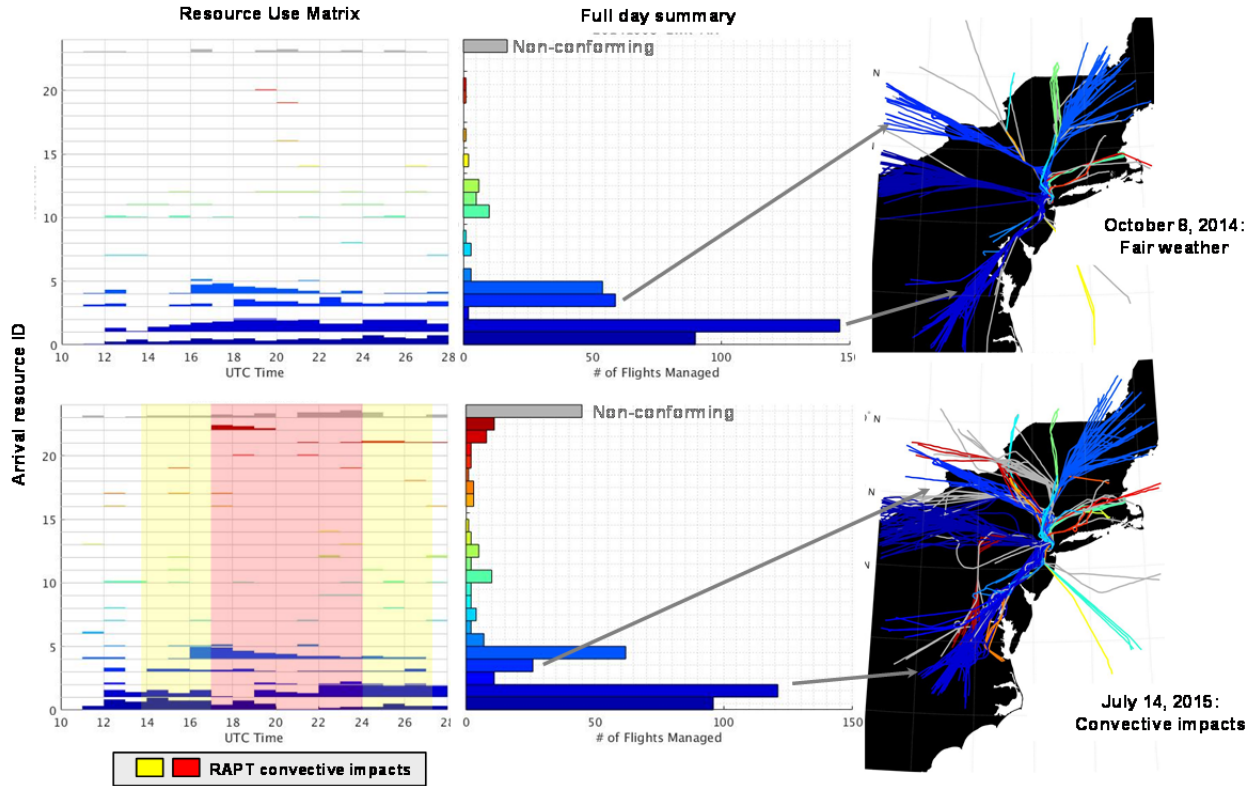 Resource Use Matrix
Full day summary
Non-conforming
20
15
10
5
0
10 12 14 16 18 20 22 24 26 28
UTC Time
0 50 100 150
# of Flights Managed
N
October 8, 2014:
Fair weather
Arrival resource ID
Non-conforming
20
15
10
5
0
10 12 14 16 18 20 22 24 26 28
UTC Time
0 50 100 150
# of Flights Managed
N
N
N
July 14, 2015:
Convective impacts
RAPT convective impacts